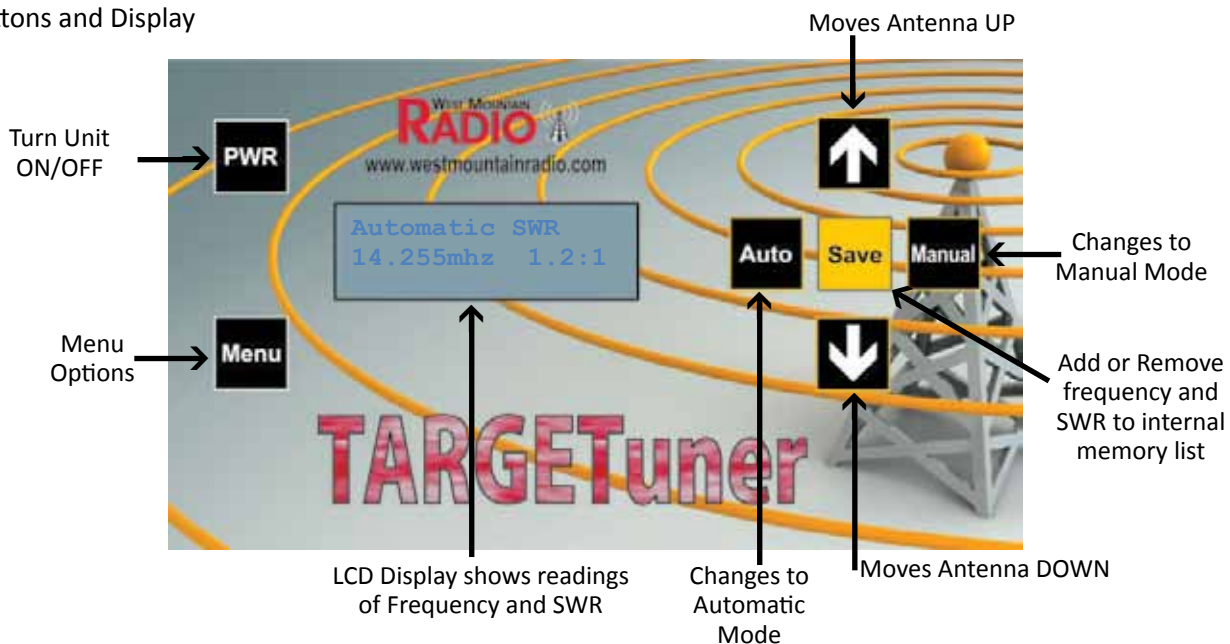 tons and Display
Moves Antenna UP
WEST MOUNTAIN
RADIO
www.westmountainradio.com
Turn Unit
ON/OFF
PWR
Automatic SWR
14.255mhz 1.2:1
Auto
Save
Manual
Changes to
Manual Mode
Menu
Options
Menu
Add or Remove
frequency and
SWR to internal
memory list
TARGETuner
LCD Display shows readings
of Frequency and SWR
Changes to
Automatic
Mode
Moves Antenna DOWN